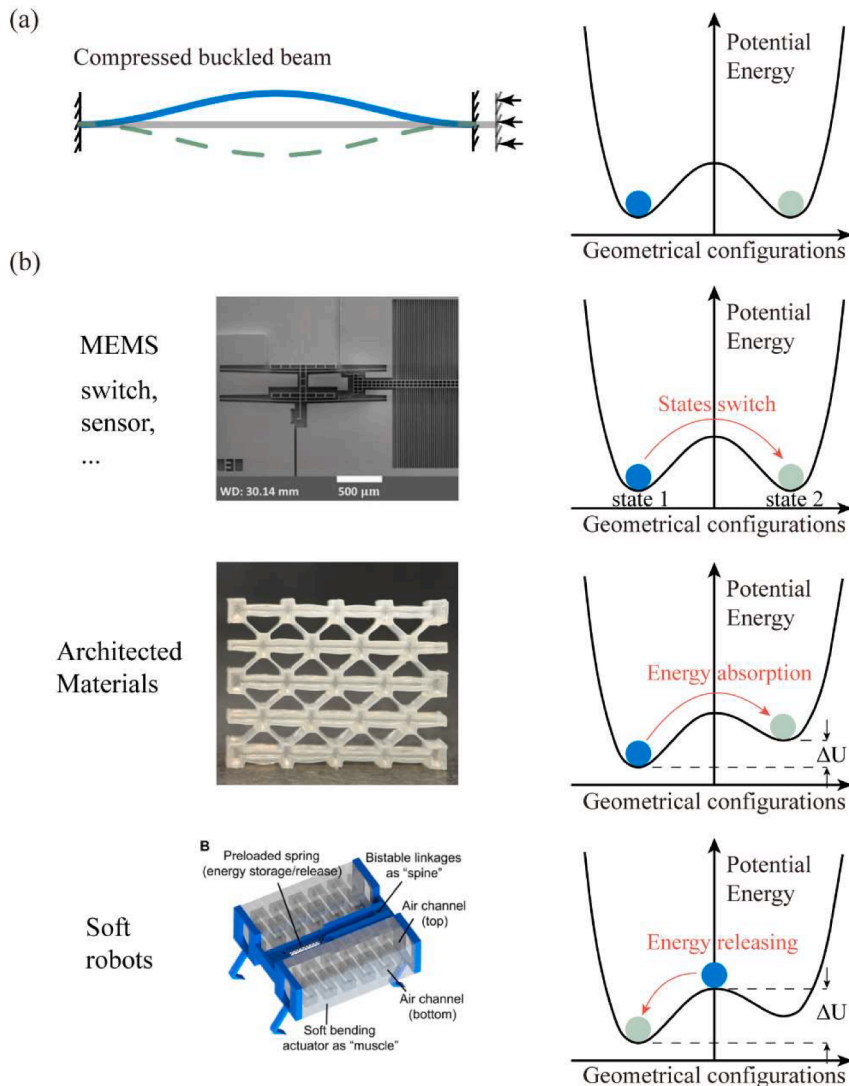 (a)
Compressed buckled beam
Potential
Energy
Geometrical configurations
(b)
MEMS
switch,
sensor,
...
WD: 30.14 mm
500 μm
Potential
Energy
States switch
state 1
state 2
Geometrical configurations
Architected
Materials
Potential
Energy
Energy absorption
ΔU
Geometrical configurations
Soft
robots
B
Preloaded spring
(energy storage/release)
Bistable linkages
as “spine”
Air channel
(top)
Air channel
(bottom)
Soft bending
actuator as “muscle”
Potential
Energy
Energy releasing
ΔU
Geometrical configurations